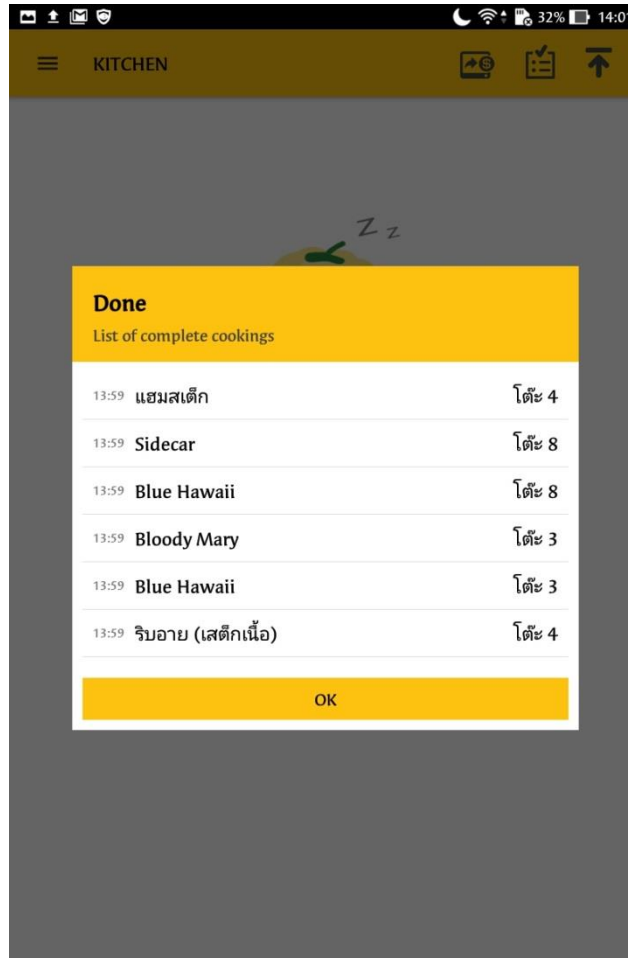 32% 14:01
KITCHEN
Z z
Done
List of complete cookings
13:59 แฮมสเต็ก โต๊ะ 4
13:59 Sidecar โต๊ะ 8
13:59 Blue Hawaii โต๊ะ 8
13:59 Bloody Mary โต๊ะ 3
13:59 Blue Hawaii โต๊ะ 3
13:59 ริบอาย (เสต็กเนื้อ) โต๊ะ 4
OK